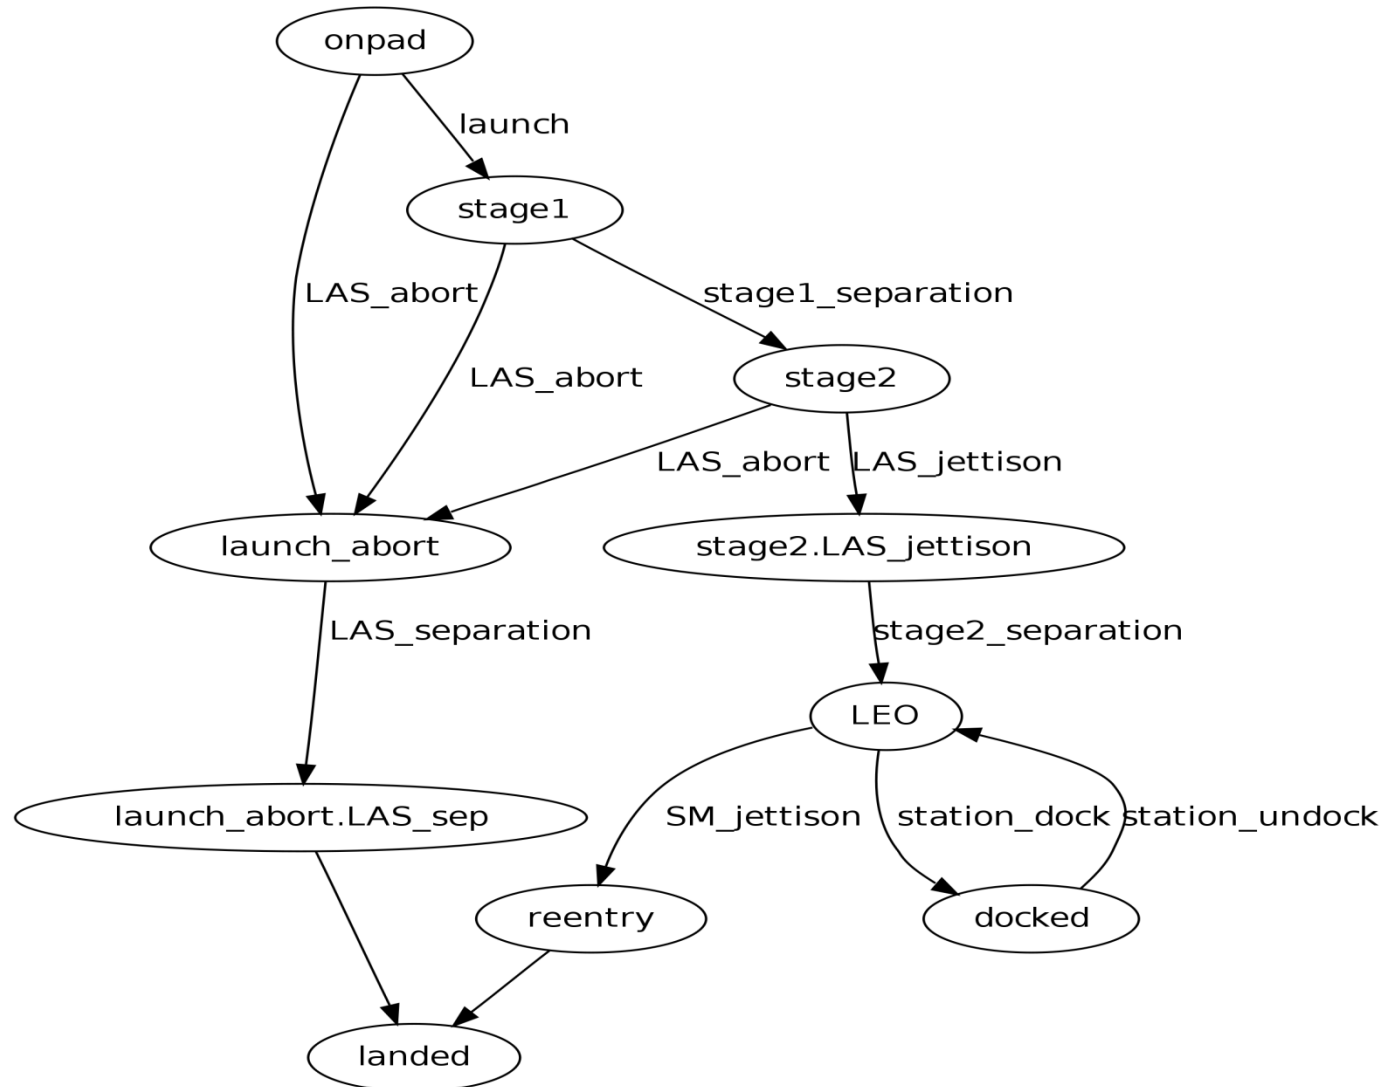 onpad
launch
stage1
LAS_abort
stage1_separation
LAS_abort
stage2
LAS_abort
LAS_jettison
launch_abort
stage2.LAS_jettison
LAS_separation
stage2_separation
LEO
launch_abort.LAS_sep
SM_jettison
station_dock
station_undock
reentry
docked
landed